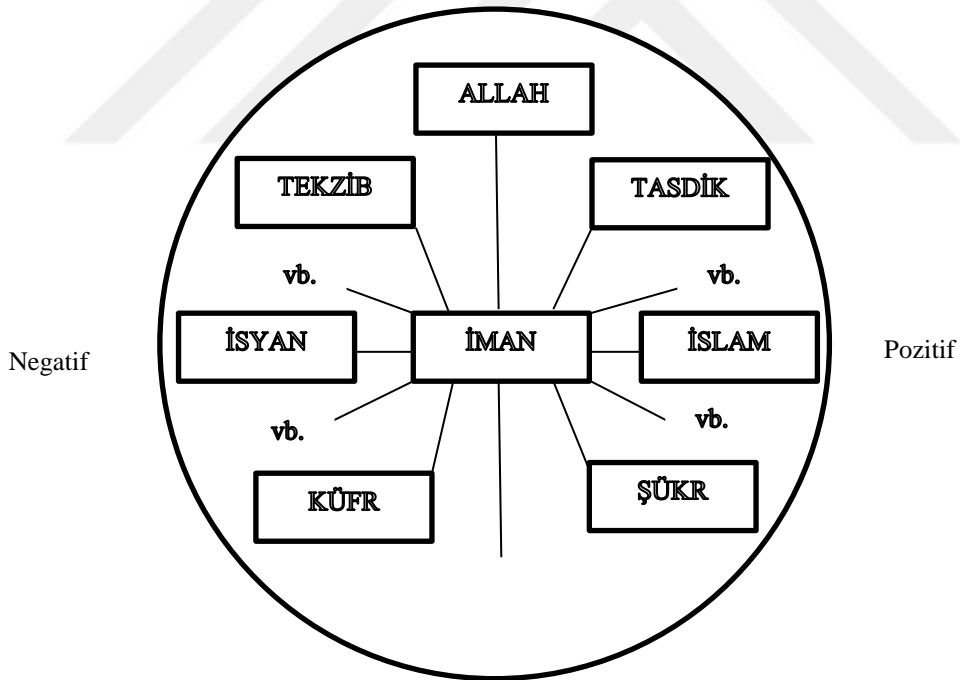 ALLAH
TEKZİB
TASDİK
vb.
vb.
İSYAN
İMAN
İSLAM
Negatif
Pozitif
vb.
vb.
KÜFR
ŞÜKR